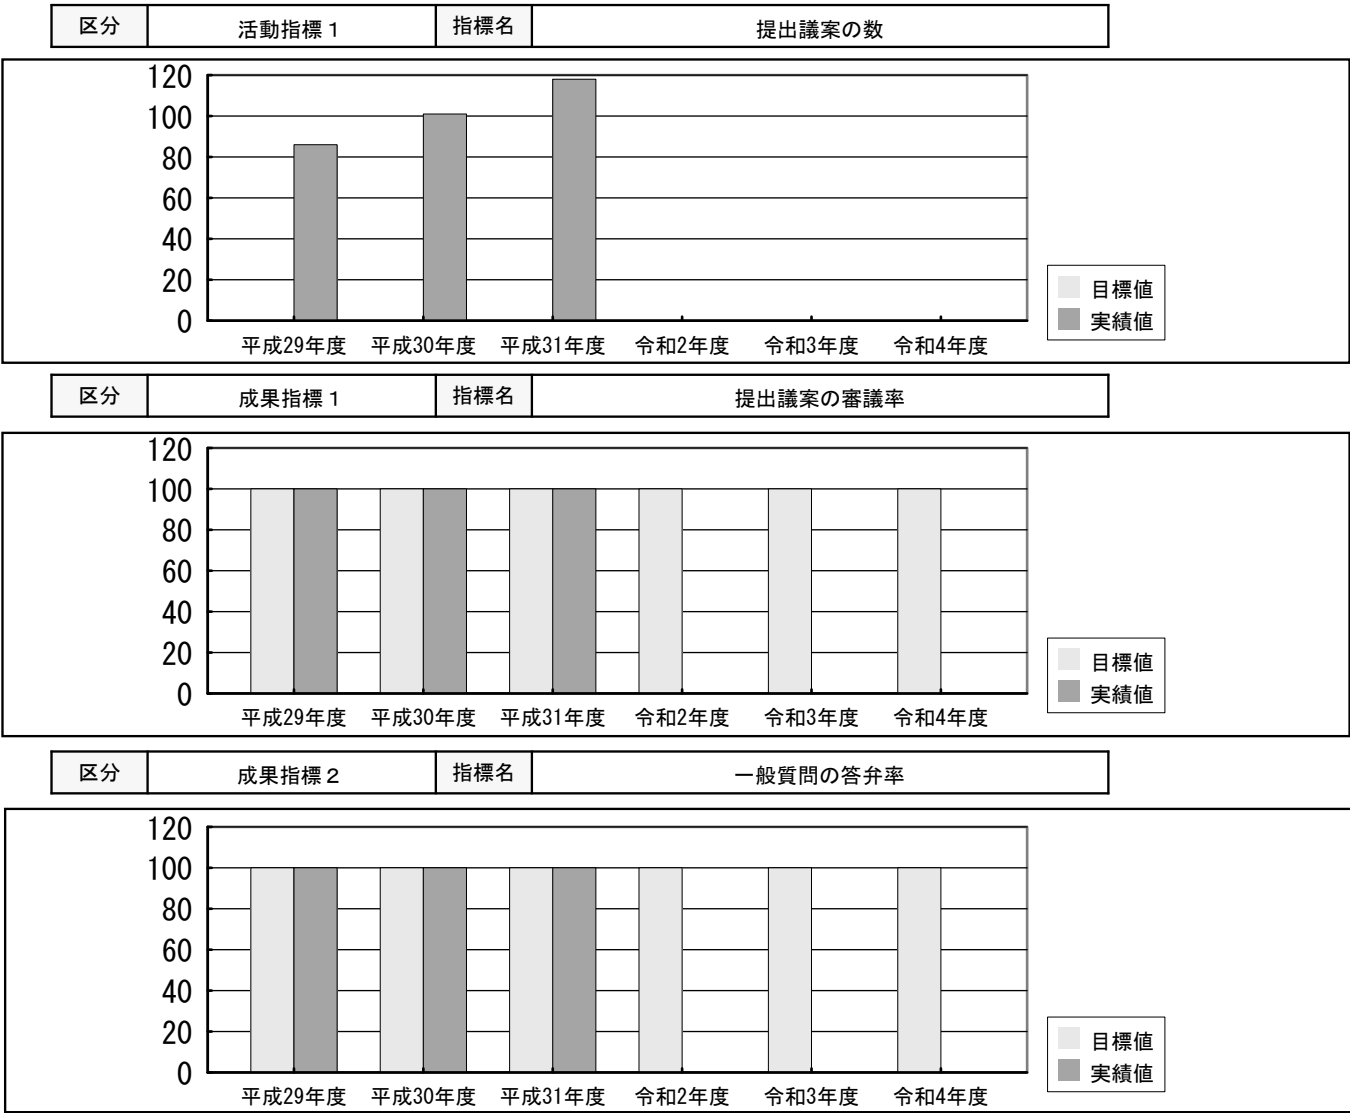 区分 活動指標1 指標名 提出議案の数
120
100
80
60
40
20
0
平成29年度 平成30年度 平成31年度 令和2年度 令和3年度 令和4年度
目標値
実績値
区分 成果指標1 指標名 提出議案の審議率
120
100
80
60
40
20
0
平成29年度 平成30年度 平成31年度 令和2年度 令和3年度 令和4年度
目標値
実績値
区分 成果指標2 指標名 一般質問の答弁率
120
100
80
60
40
20
0
平成29年度 平成30年度 平成31年度 令和2年度 令和3年度 令和4年度
目標値
実績値